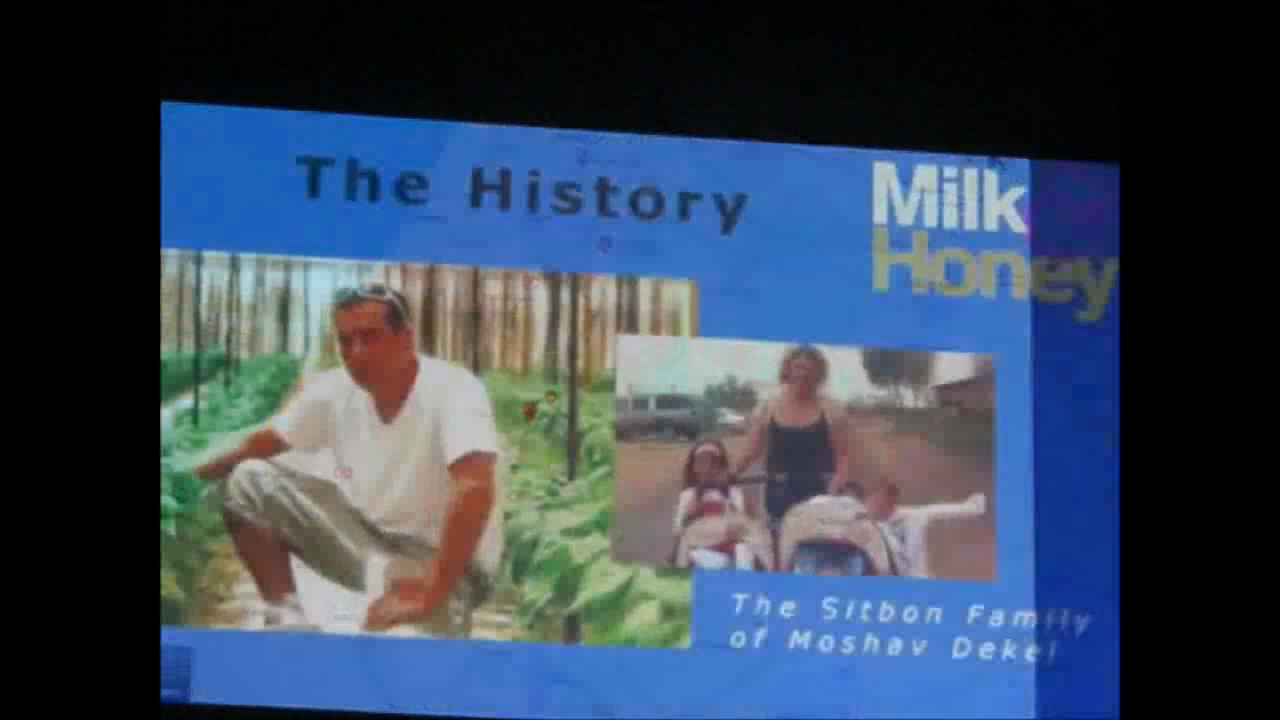 The History
Milk
Honey
The Sitbon Family
of Moshav Dekel